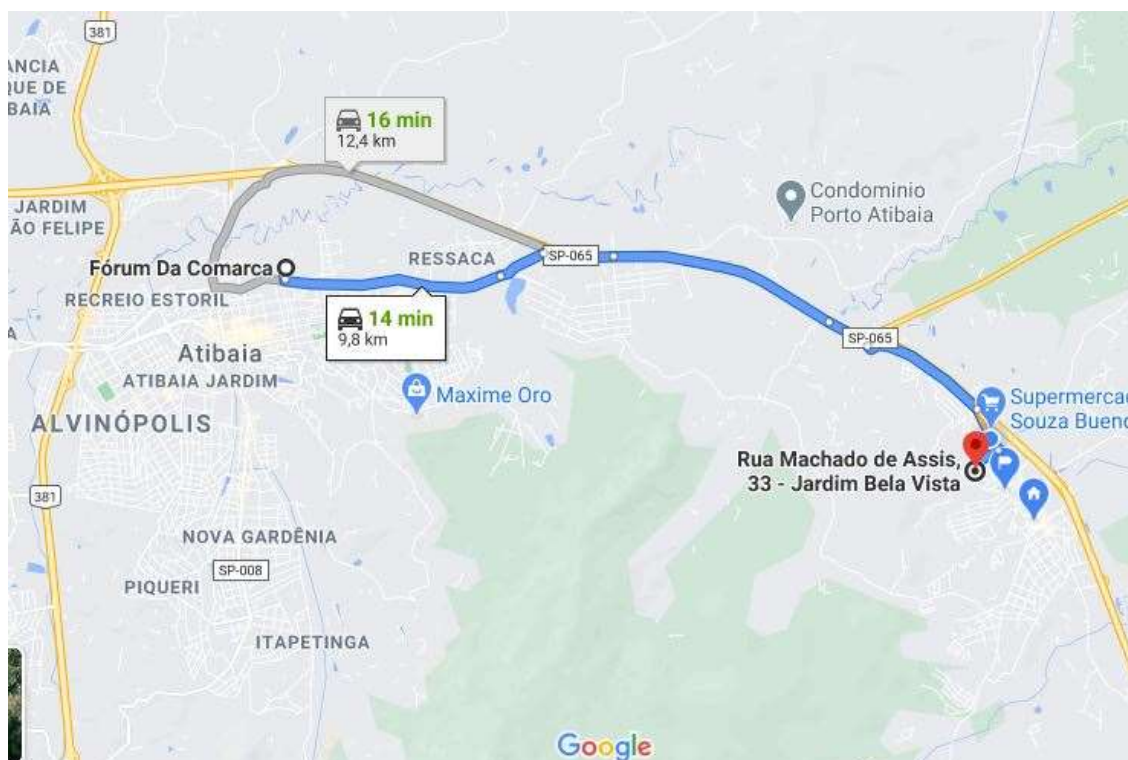 381
ANCIA
QUE DE
BAIA
16 min
12,4 km
JARDIM
ÃO FELIPE
Condominio
Porto Atibaia
Fórum Da Comarca
RESSACA
SP-065
RECREIO ESTORIL
14 min
9,8 km
SP-065
Atibaia
ATIBAIA JARDIM
Maxime Oro
Supermercad
Souza Bueno
ALVINÓPOLIS
Rua Machado de Assis,
33 - Jardim Bela Vista
381
NOVA GARDÊNIA
SP-008
PIQUERI
ITAPETINGA
Google